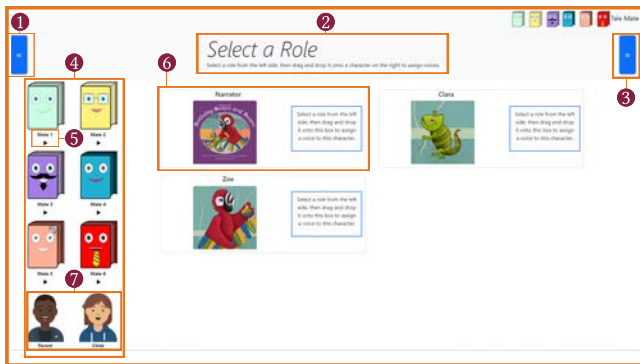 1
2
Tale Mate
«
Select a Role
»
Select a role from the left side, then drag and drop it onto a character on the right to assign voices.
3
4
6
Narrator
Clara
Select a role from the left
side, then drag and drop
it onto this box to assign
a voice to this character.
Select a role from the left
side, then drag and drop
it onto this box to assign
a voice to this character.
Mate 1
Mate 2
5
Zoe
Select a role from the left
side, then drag and drop
it onto this box to assign
a voice to this character.
Mate 3
Mate 4
Mate 5
Mate 6
7
Parent
Child